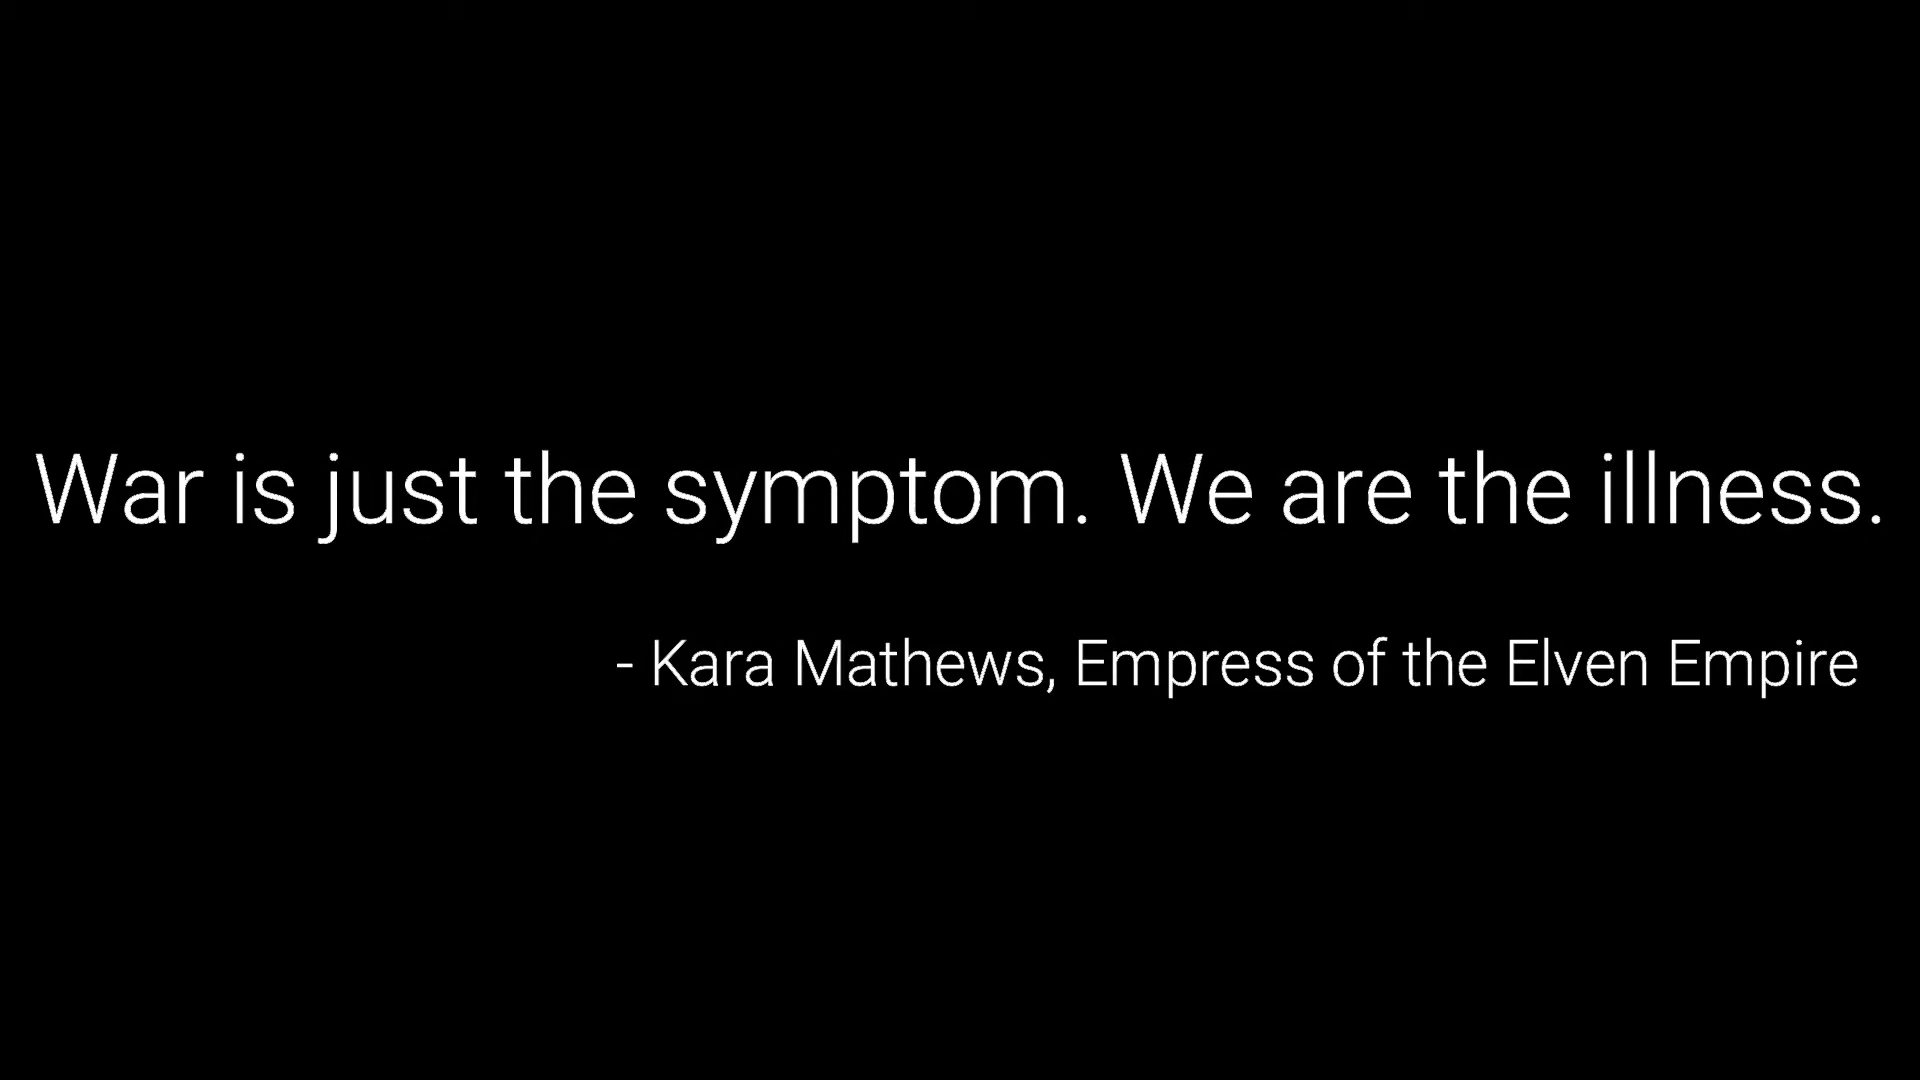 War is just the symptom. We are the illness.
- Kara Mathews, Empress of the Elven Empire